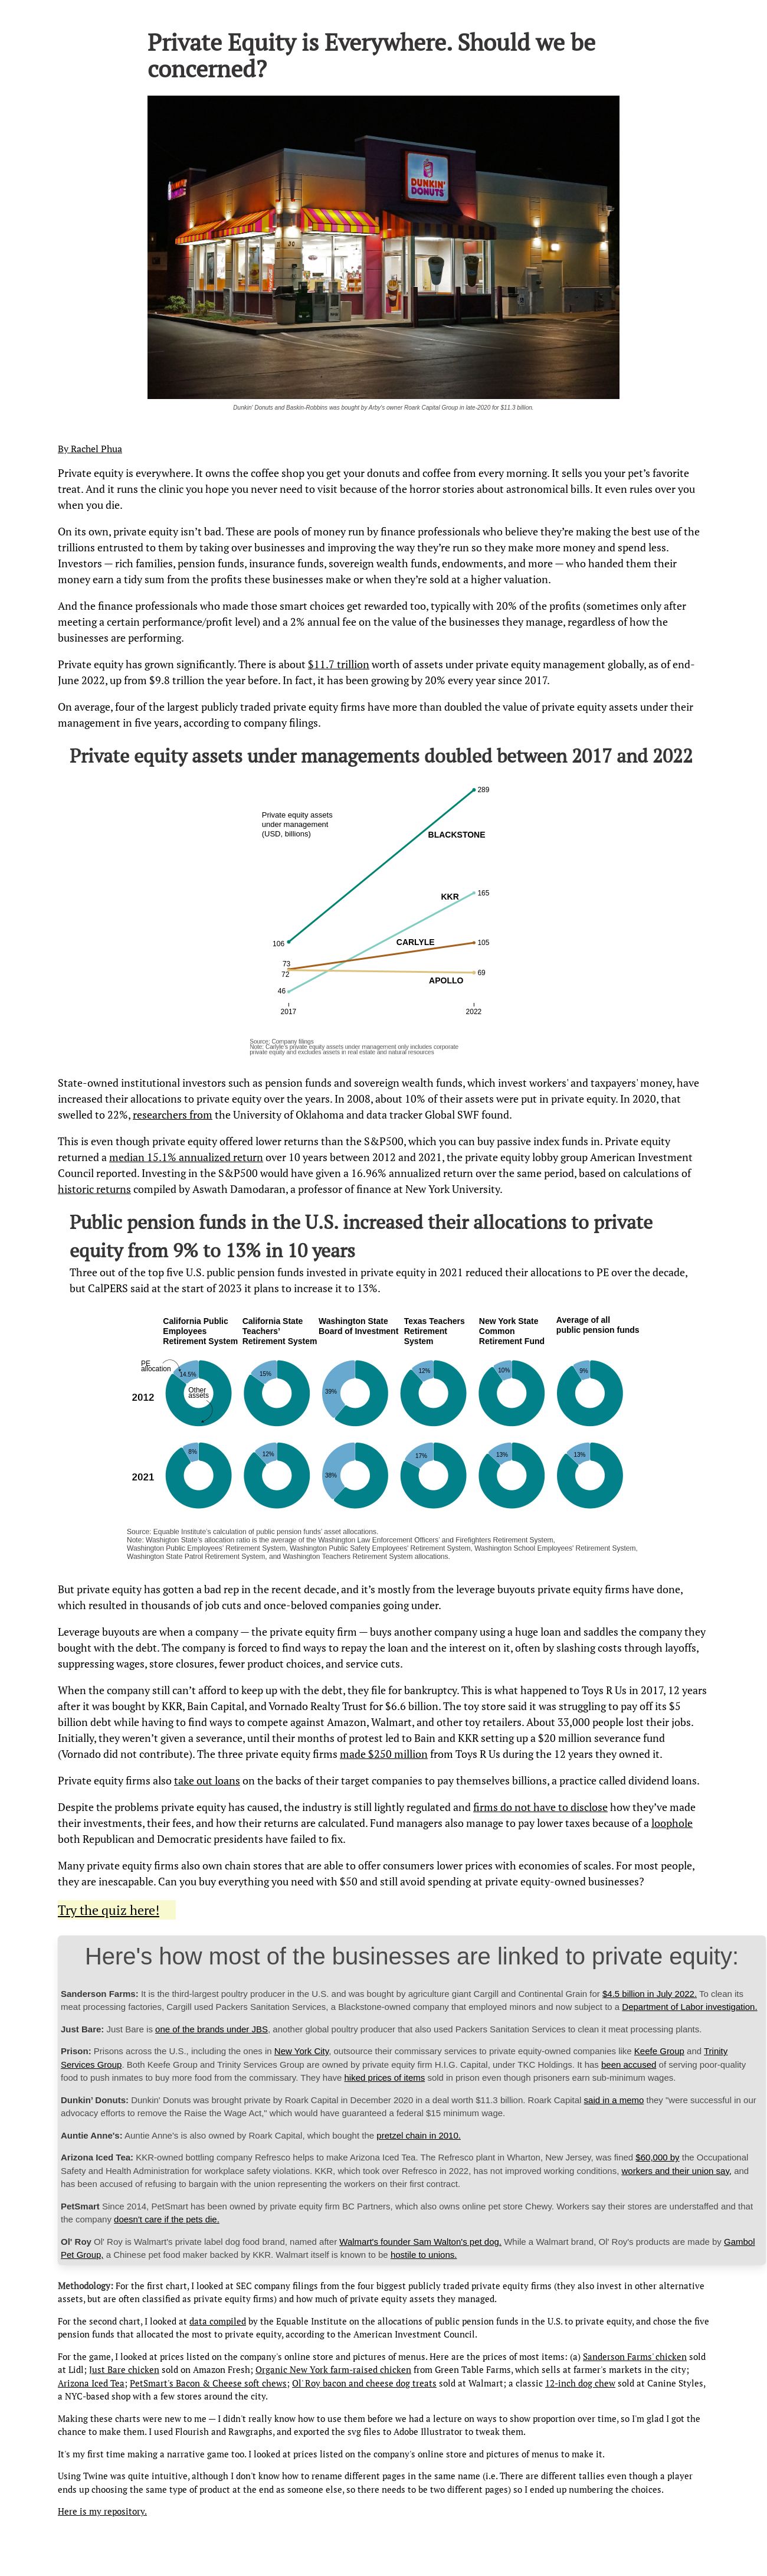 Private Equity is Everywhere. Should we be
concerned?
DUNKIN'
DONUTS
Dunkin' Donuts and Baskin-Robbins was bought by Arby's owner Roark Capital Group in late-2020 for $11.3 billion.
By Rachel Phua
Private equity is everywhere. It owns the coffee shop you get your donuts and coffee from every morning. It sells you your pet’s favorite
treat. And it runs the clinic you hope you never need to visit because of the horror stories about astronomical bills. It even rules over you
when you die.
On its own, private equity isn’t bad. These are pools of money run by finance professionals who believe they’re making the best use of the
trillions entrusted to them by taking over businesses and improving the way they’re run so they make more money and spend less.
Investors — rich families, pension funds, insurance funds, sovereign wealth funds, endowments, and more — who handed them their
money earn a tidy sum from the profits these businesses make or when they’re sold at a higher valuation.
And the finance professionals who made those smart choices get rewarded too, typically with 20% of the profits (sometimes only after
meeting a certain performance/profit level) and a 2% annual fee on the value of the businesses they manage, regardless of how the
businesses are performing.
Private equity has grown significantly. There is about $11.7 trillion worth of assets under private equity management globally, as of end-
June 2022, up from $9.8 trillion the year before. In fact, it has been growing by 20% every year since 2017.
On average, four of the largest publicly traded private equity firms have more than doubled the value of private equity assets under their
management in five years, according to company filings.
Private equity assets under managements doubled between 2017 and 2022
Private equity assets
under management
(USD, billions)
289
BLACKSTONE
KKR
165
CARLYLE
105
106
73
72
69
APOLLO
46
2017
2022
Source: Company filings
Note: Carlyle's private equity assets under management only includes corporate
private equity and excludes assets in real estate and natural resources
State-owned institutional investors such as pension funds and sovereign wealth funds, which invest workers' and taxpayers' money, have
increased their allocations to private equity over the years. In 2008, about 10% of their assets were put in private equity. In 2020, that
swelled to 22%, researchers from the University of Oklahoma and data tracker Global SWF found.
This is even though private equity offered lower returns than the S&P500, which you can buy passive index funds in. Private equity
returned a median 15.1% annualized return over 10 years between 2012 and 2021, the private equity lobby group American Investment
Council reported. Investing in the S&P500 would have given a 16.96% annualized return over the same period, based on calculations of
historic returns compiled by Aswath Damodaran, a professor of finance at New York University.
Public pension funds in the U.S. increased their allocations to private
equity from 9% to 13% in 10 years
Three out of the top five U.S. public pension funds invested in private equity in 2021 reduced their allocations to PE over the decade,
but CalPERS said at the start of 2023 it plans to increase it to 13%.
California Public
Employees
Retirement System
California State
Teachers’
Retirement System
Washington State
Board of Investment
Texas Teachers
Retirement
System
New York State
Common
Retirement Fund
Average of all
public pension funds
PE
allocation
Other
assets
2012
14.5%
15%
39%
12%
10%
9%
2021
8%
12%
38%
17%
13%
13%
Source: Equable Institute’s calculation of public pension funds’ asset allocations.
Note: Washigton State’s allocation ratio is the average of the Washington Law Enforcement Officers’ and Firefighters Retirement System,
Washington Public Employees’ Retirement System, Washington Public Safety Employees’ Retirement System, Washington School Employees’ Retirement System,
Washington State Patrol Retirement System, and Washington Teachers Retirement System allocations.
But private equity has gotten a bad rep in the recent decade, and it’s mostly from the leverage buyouts private equity firms have done,
which resulted in thousands of job cuts and once-beloved companies going under.
Leverage buyouts are when a company — the private equity firm — buys another company using a huge loan and saddles the company they
bought with the debt. The company is forced to find ways to repay the loan and the interest on it, often by slashing costs through layoffs,
suppressing wages, store closures, fewer product choices, and service cuts.
When the company still can’t afford to keep up with the debt, they file for bankruptcy. This is what happened to Toys R Us in 2017, 12 years
after it was bought by KKR, Bain Capital, and Vornado Realty Trust for $6.6 billion. The toy store said it was struggling to pay off its $5
billion debt while having to find ways to compete against Amazon, Walmart, and other toy retailers. About 33,000 people lost their jobs.
Initially, they weren’t given a severance, until their months of protest led to Bain and KKR setting up a $20 million severance fund
(Vornado did not contribute). The three private equity firms made $250 million from Toys R Us during the 12 years they owned it.
Private equity firms also take out loans on the backs of their target companies to pay themselves billions, a practice called dividend loans.
Despite the problems private equity has caused, the industry is still lightly regulated and firms do not have to disclose how they’ve made
their investments, their fees, and how their returns are calculated. Fund managers also manage to pay lower taxes because of a loophole
both Republican and Democratic presidents have failed to fix.
Many private equity firms also own chain stores that are able to offer consumers lower prices with economies of scales. For most people,
they are inescapable. Can you buy everything you need with $50 and still avoid spending at private equity-owned businesses?
Try the quiz here!
Here's how most of the businesses are linked to private equity:
Sanderson Farms: It is the third-largest poultry producer in the U.S. and was bought by agriculture giant Cargill and Continental Grain for $4.5 billion in July 2022. To clean its
meat processing factories, Cargill used Packers Sanitation Services, a Blackstone-owned company that employed minors and now subject to a Department of Labor investigation.
Just Bare: Just Bare is one of the brands under JBS, another global poultry producer that also used Packers Sanitation Services to clean it meat processing plants.
Prison: Prisons across the U.S., including the ones in New York City, outsource their commissary services to private equity-owned companies like Keefe Group and Trinity
Services Group. Both Keefe Group and Trinity Services Group are owned by private equity firm H.I.G. Capital, under TKC Holdings. It has been accused of serving poor-quality
food to push inmates to buy more food from the commissary. They have hiked prices of items sold in prison even though prisoners earn sub-minimum wages.
Dunkin' Donuts: Dunkin' Donuts was brought private by Roark Capital in December 2020 in a deal worth $11.3 billion. Roark Capital said in a memo they "were successful in our
advocacy efforts to remove the Raise the Wage Act," which would have guaranteed a federal $15 minimum wage.
Auntie Anne's: Auntie Anne's is also owned by Roark Capital, which bought the pretzel chain in 2010.
Arizona Iced Tea: KKR-owned bottling company Refresco helps to make Arizona Iced Tea. The Refresco plant in Wharton, New Jersey, was fined $60,000 by the Occupational
Safety and Health Administration for workplace safety violations. KKR, which took over Refresco in 2022, has not improved working conditions, workers and their union say, and
has been accused of refusing to bargain with the union representing the workers on their first contract.
PetSmart Since 2014, PetSmart has been owned by private equity firm BC Partners, which also owns online pet store Chewy. Workers say their stores are understaffed and that
the company doesn't care if the pets die.
Ol' Roy Ol' Roy is Walmart's private label dog food brand, named after Walmart's founder Sam Walton's pet dog. While a Walmart brand, Ol' Roy's products are made by Gambol
Pet Group, a Chinese pet food maker backed by KKR. Walmart itself is known to be hostile to unions.
Methodology: For the first chart, I looked at SEC company filings from the four biggest publicly traded private equity firms (they also invest in other alternative
assets, but are often classified as private equity firms) and how much of private equity assets they managed.
For the second chart, I looked at data compiled by the Equable Institute on the allocations of public pension funds in the U.S. to private equity, and chose the five
pension funds that allocated the most to private equity, according to the American Investment Council.
For the game, I looked at prices listed on the company's online store and pictures of menus. Here are the prices of most items: (a) Sanderson Farms' chicken sold
at Lidl; Just Bare chicken sold on Amazon Fresh; Organic New York farm-raised chicken from Green Table Farms, which sells at farmer's markets in the city;
Arizona Iced Tea; PetSmart's Bacon & Cheese soft chews; Ol' Roy bacon and cheese dog treats sold at Walmart; a classic 12-inch dog chew sold at Canine Styles,
a NYC-based shop with a few stores around the city.
Making these charts were new to me — I didn't really know how to use them before we had a lecture on ways to show proportion over time, so I'm glad I got the
chance to make them. I used Flourish and Rawgraphs, and exported the svg files to Adobe Illustrator to tweak them.
It's my first time making a narrative game too. I looked at prices listed on the company's online store and pictures of menus to make it.
Using Twine was quite intuitive, although I don't know how to rename different pages in the same name (i.e. There are different tallies even though a player
ends up choosing the same type of product at the end as someone else, so there needs to be two different pages) so I ended up numbering the choices.
Here is my repository.